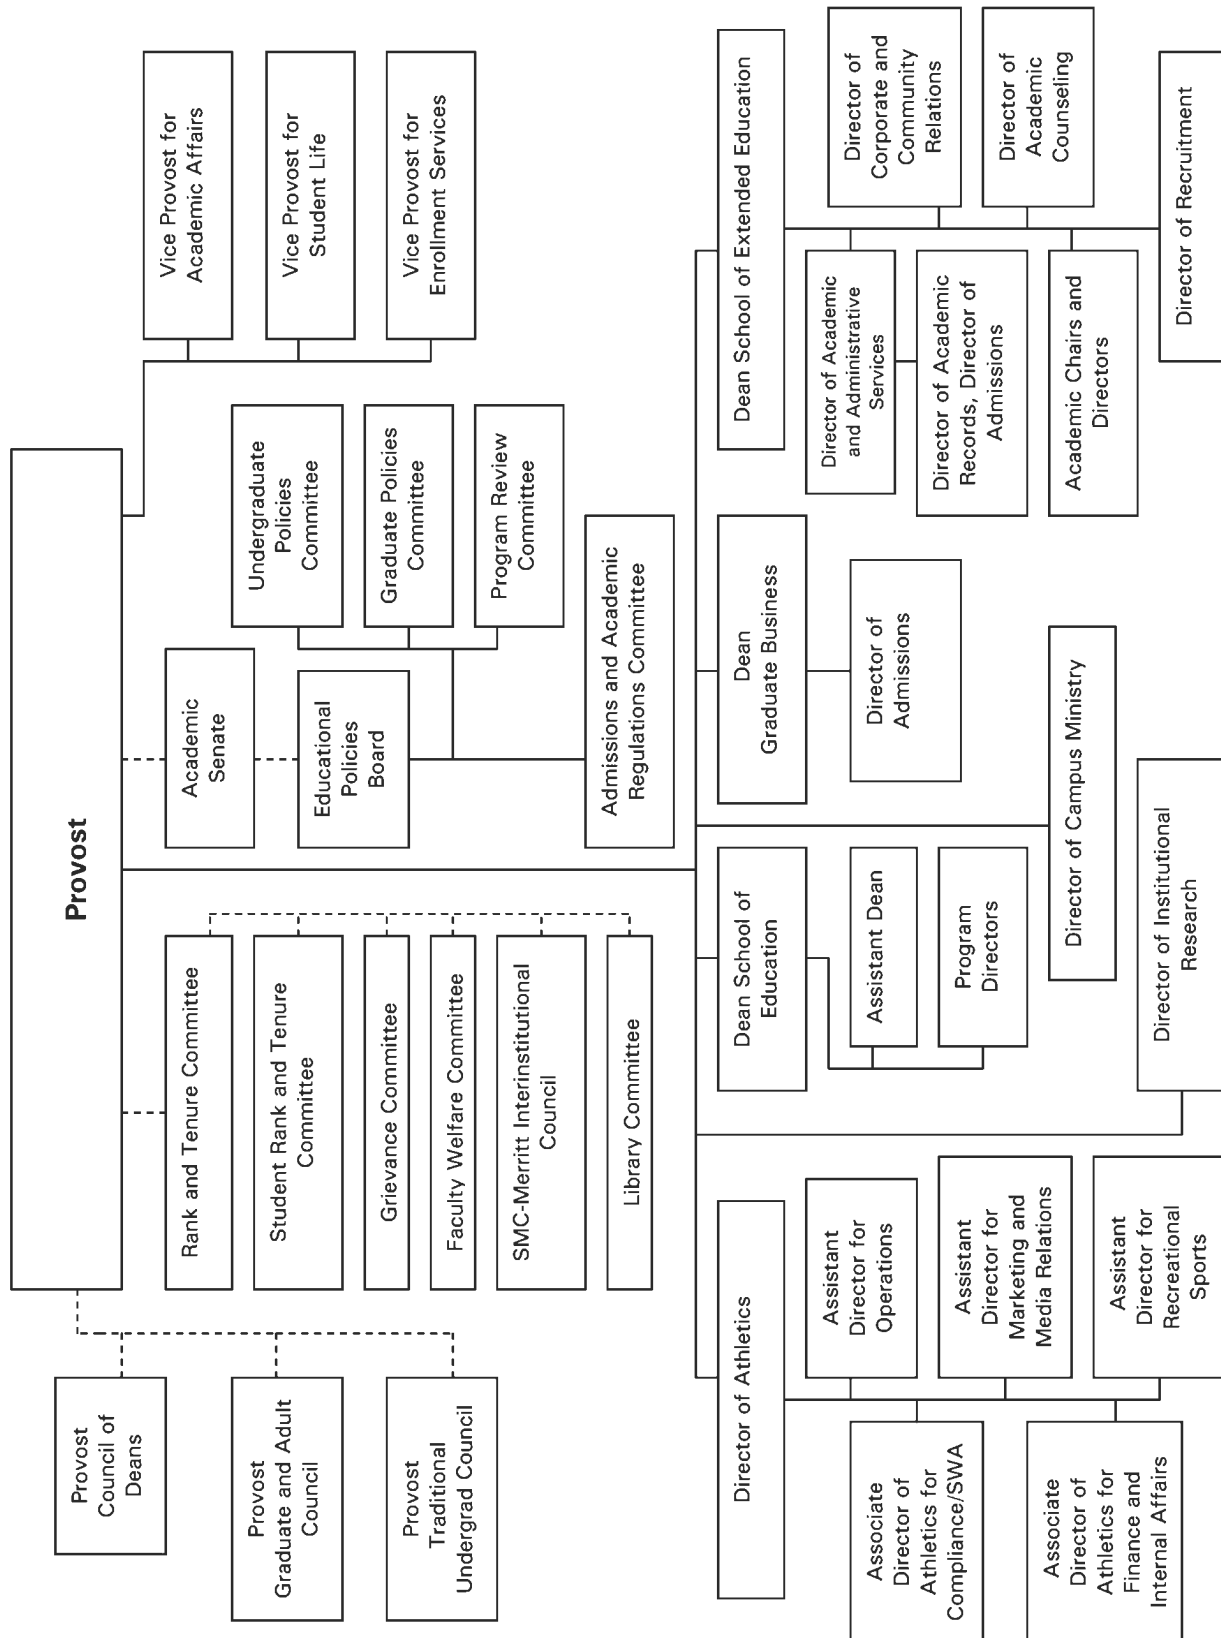 Provost
Provost
Council of
Deans
Provost
Graduate and Adult
Council
Provost
Traditional
Undergrad Council
Rank and Tenure Committee
Student Rank and Tenure
Committee
Grievance Committee
Faculty Welfare Committee
SMC-Merritt Interinstitutional
Council
Library Committee
Academic
Senate
Educational
Policies
Board
Undergraduate
Policies
Committee
Graduate Policies
Committee
Program Review
Committee
Admissions and Academic
Regulations Committee
Vice Provost for
Academic Affairs
Vice Provost for
Student Life
Vice Provost for
Enrollment Services
Director of Athletics
Associate
Director of
Athletics for
Compliance/SWA
Associate
Director of
Athletics for
Finance and
Internal Affairs
Assistant
Director for
Operations
Assistant
Director for
Marketing and
Media Relations
Assistant
Director for
Recreational
Sports
Dean School of
Education
Assistant Dean
Program
Directors
Director of Institutional
Research
Director of Campus Ministry
Dean
Graduate Business
Director of
Admissions
Dean School of Extended Education
Director of Academic
and Administrative
Services
Director of Academic
Records, Director of
Admissions
Academic Chairs and
Directors
Director of
Corporate and
Community
Relations
Director of
Academic
Counseling
Director of Recruitment